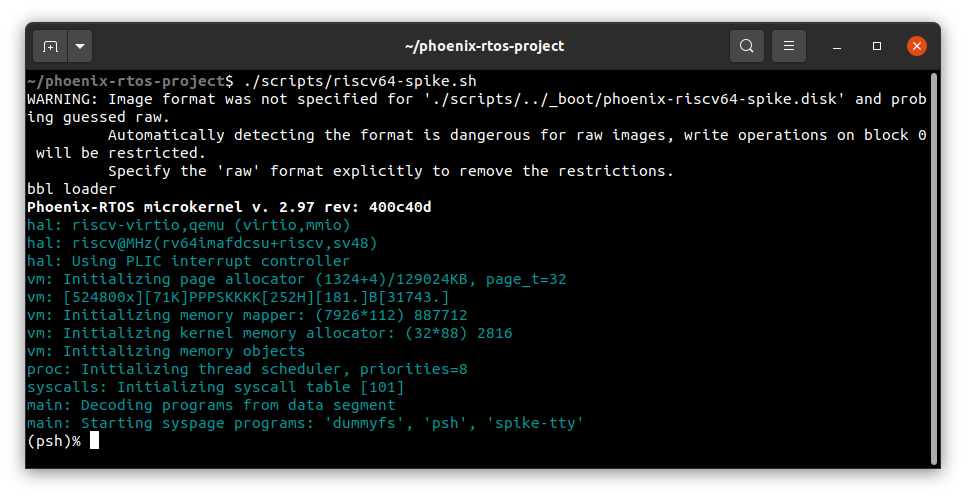 ~/phoenix-rtos-project
~/phoenix-rtos-project$ ./scripts/riscv64-spike.sh
WARNING: Image format was not specified for './scripts/../_boot/phoenix-riscv64-spike.disk' and prob
ing guessed raw.
         Automatically detecting the format is dangerous for raw images, write operations on block 0
 will be restricted.
         Specify the 'raw' format explicitly to remove the restrictions.
bbl loader
Phoenix-RTOS microkernel v. 2.97 rev: 400c40d
hal: riscv-virtio,qemu (virtio,mmio)
hal: riscv@MHz(rv64imafdcsu+riscv,sv48)
hal: Using PLIC interrupt controller
vm: Initializing page allocator (1324+4)/129024KB, page_t=32
vm: [524800x][71K]PPPSKKKK[252H][181.]B[31743.]
vm: Initializing memory mapper: (7926*112) 887712
vm: Initializing kernel memory allocator: (32*88) 2816
vm: Initializing memory objects
proc: Initializing thread scheduler, priorities=8
syscalls: Initializing syscall table [101]
main: Decoding programs from data segment
main: Starting syspage programs: 'dummyfs', 'psh', 'spike-tty'
(psh)%